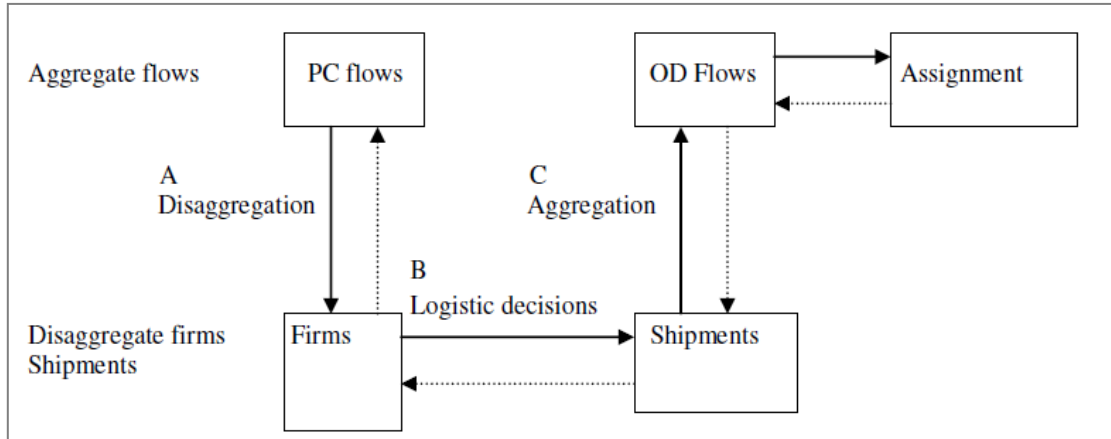 Aggregate flows
PC flows
OD Flows
Assignment
A
Disaggregation
C
Aggregation
B
Logistic decisions
Disaggregate firms
Shipments
Firms
Shipments